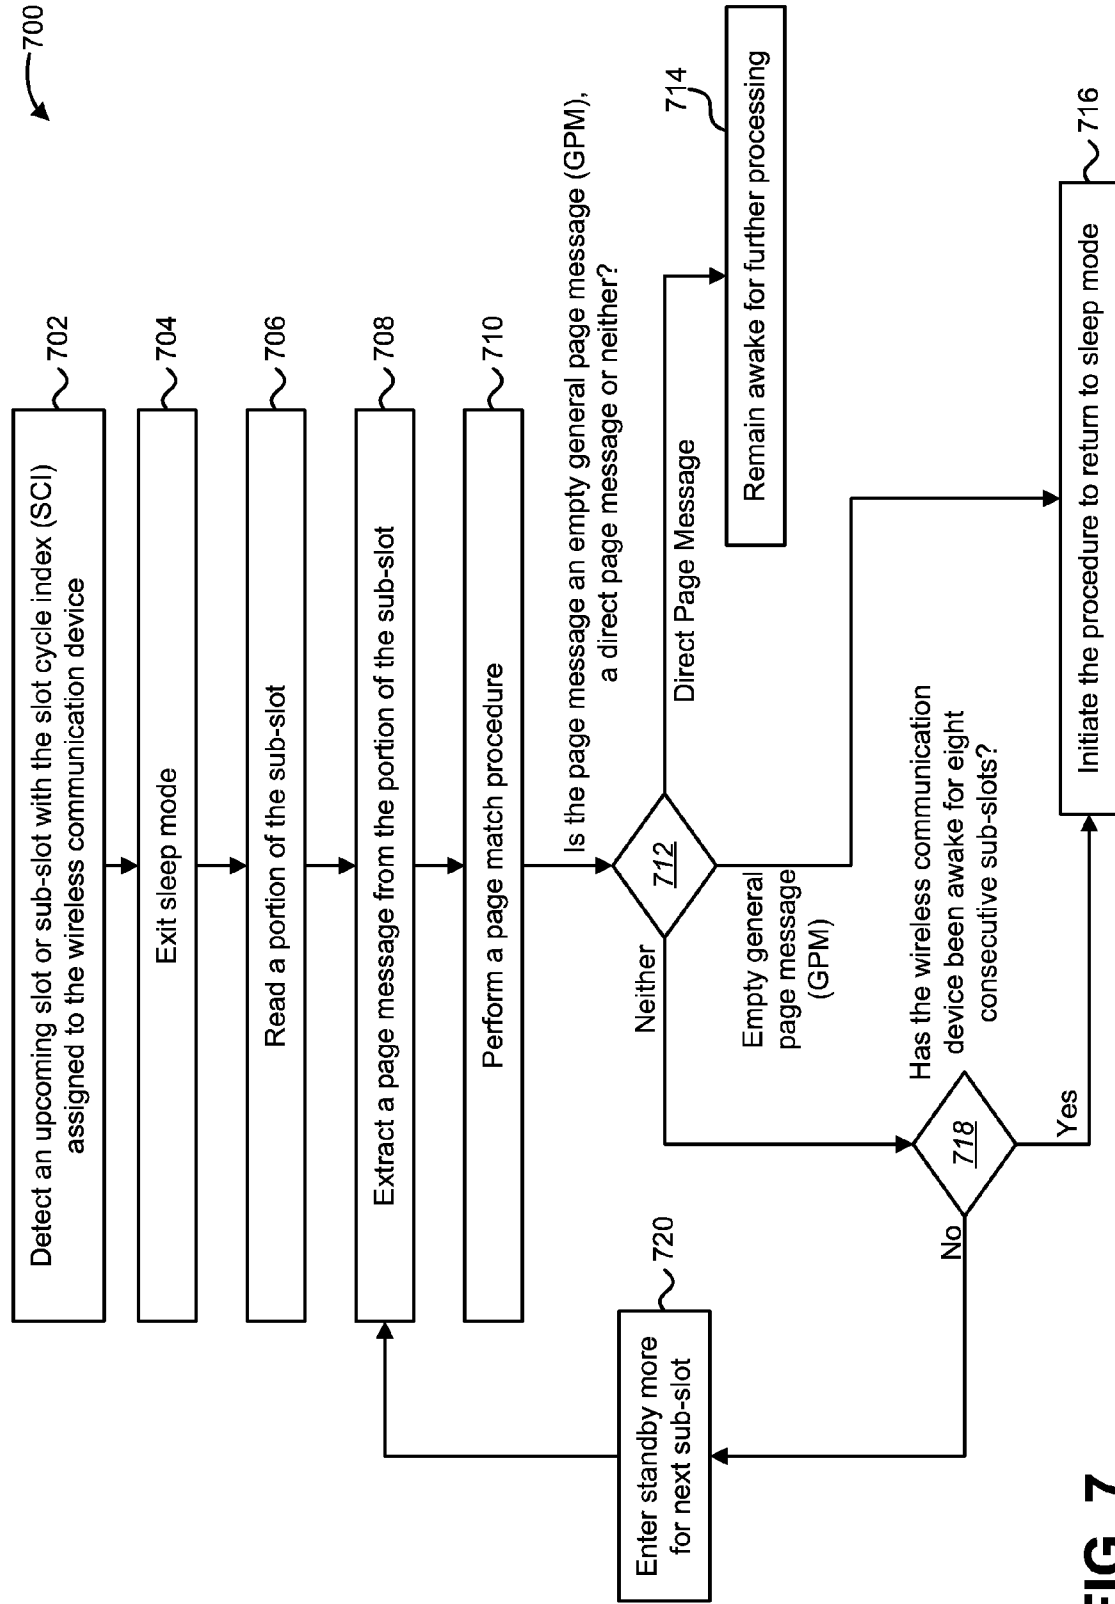 700
Detect an upcoming slot or sub-slot with the slot cycle index (SCI)
assigned to the wireless communication device
702
Exit sleep mode
704
Read a portion of the sub-slot
706
Extract a page message from the portion of the sub-slot
708
Perform a page match procedure
710
Is the page message an empty general page message (GPM),
a direct page message or neither?
712
Neither
Direct Page Message
Empty general
page message
(GPM)
714
Remain awake for further processing
Enter standby more
for next sub-slot
720
Has the wireless communication
device been awake for eight
consecutive sub-slots?
718
No
Yes
Initiate the procedure to return to sleep mode
716
FIG. 7